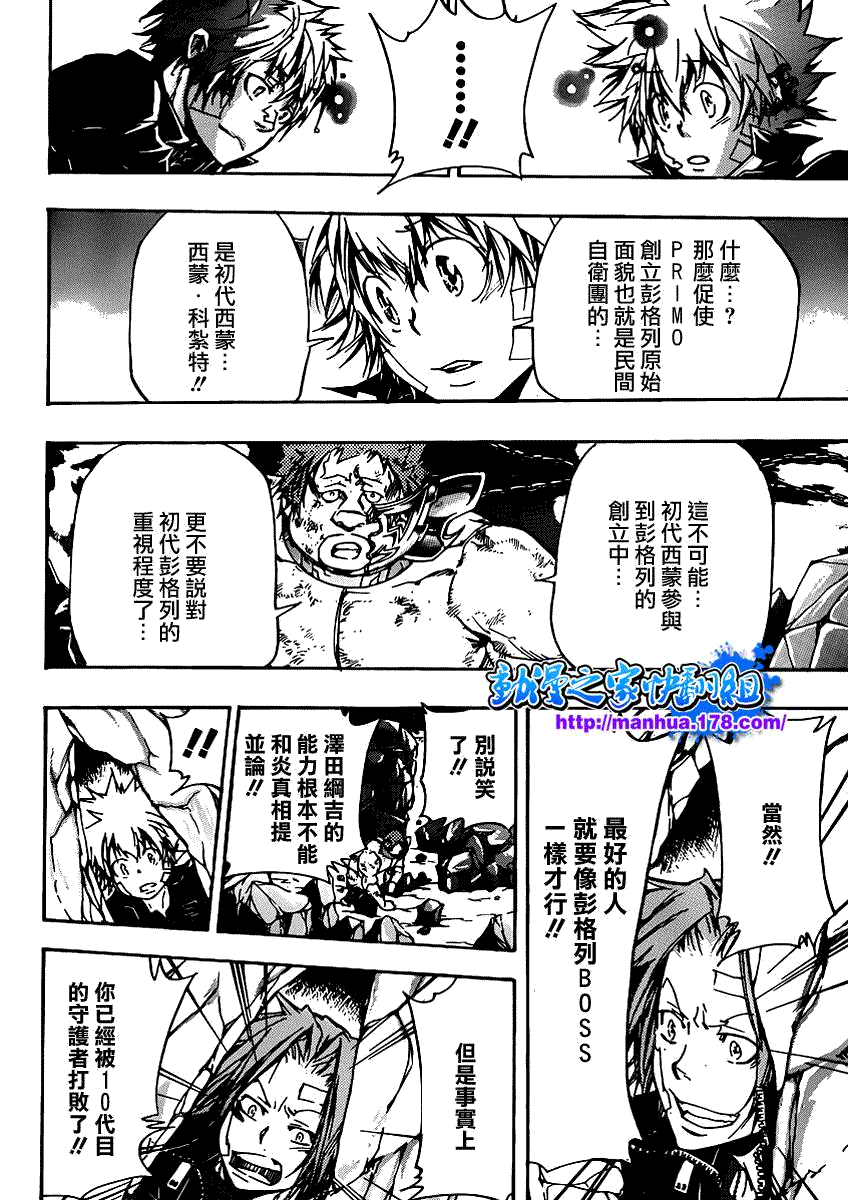 ……!!
什麼…?
那麼促使
PRIMO
創立彭格列原始
面貌也就是民間
自衛團的…
是初代西蒙…
西蒙·科紮特!!
這不可能…
初代西蒙參與
到彭格列的
創立中…
更不要說對
初代彭格列的
重視程度了…
動漫之家快翻組
http://manhua.178.com/
當然!!
最好的人
就要像彭格列BOSS
一樣才行!!
別說笑
了!!
澤田綱吉的
能力根本不能
和炎真相提
並論!!
!!
但是事實上
你已經被10代目
的守護者打敗了!!